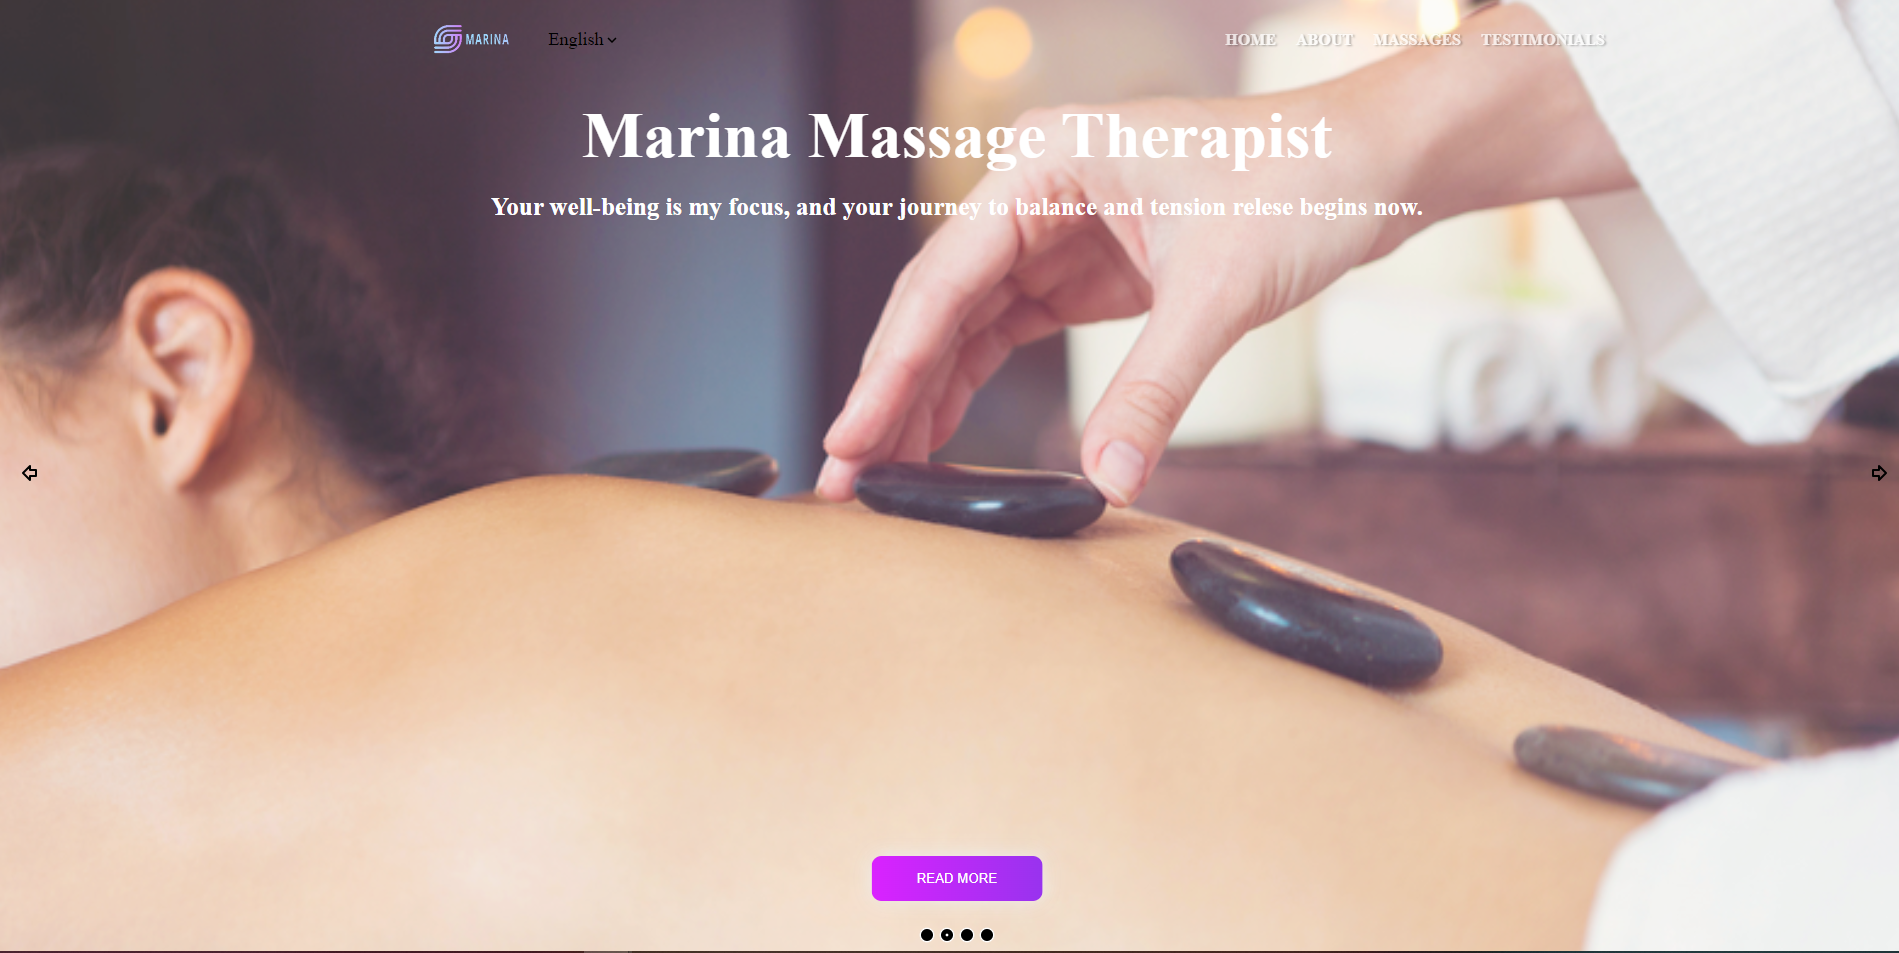 MARINA
English
HOME ABOUT MASSAGES TESTIMONIALS
Marina Massage Therapist
Your well-being is my focus, and your journey to balance and tension relese begins now.
READ MORE